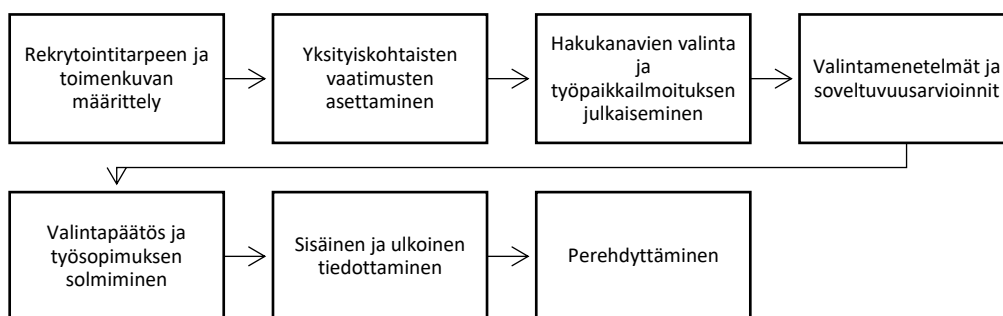 Rekrytointitarpeen ja
toimenkuvan
määrittely
Yksityiskohtaisten
vaatimusten
asettaminen
Hakukanavien valinta
ja
työpaikkailmoituksen
julkaiseminen
Valintamenetelmät ja
soveltuvuusarvioinnit
Valintapäätös ja
työsopimuksen
solmiminen
Sisäinen ja ulkoinen
tiedottaminen
Perehdyttäminen